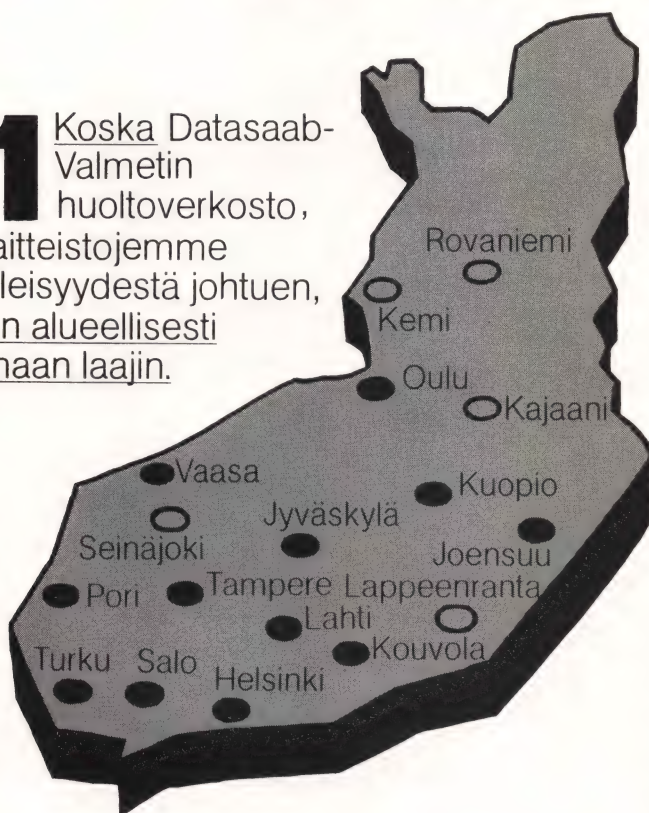 1 Koska Datasaab-
Valmetin
huoltoverkosto,
aitteistojemme
leisyydestä johtuen,
n alueellisesti
maan laajin.
Rovaniemi
Kemi
Oulu
Kajaani
Vaasa
Kuopio
Seinäjoki
Jyväskylä
Joensuu
Pori
Tampere
Lappeenranta
Lahti
Kouvola
Turku
Salo
Helsinki